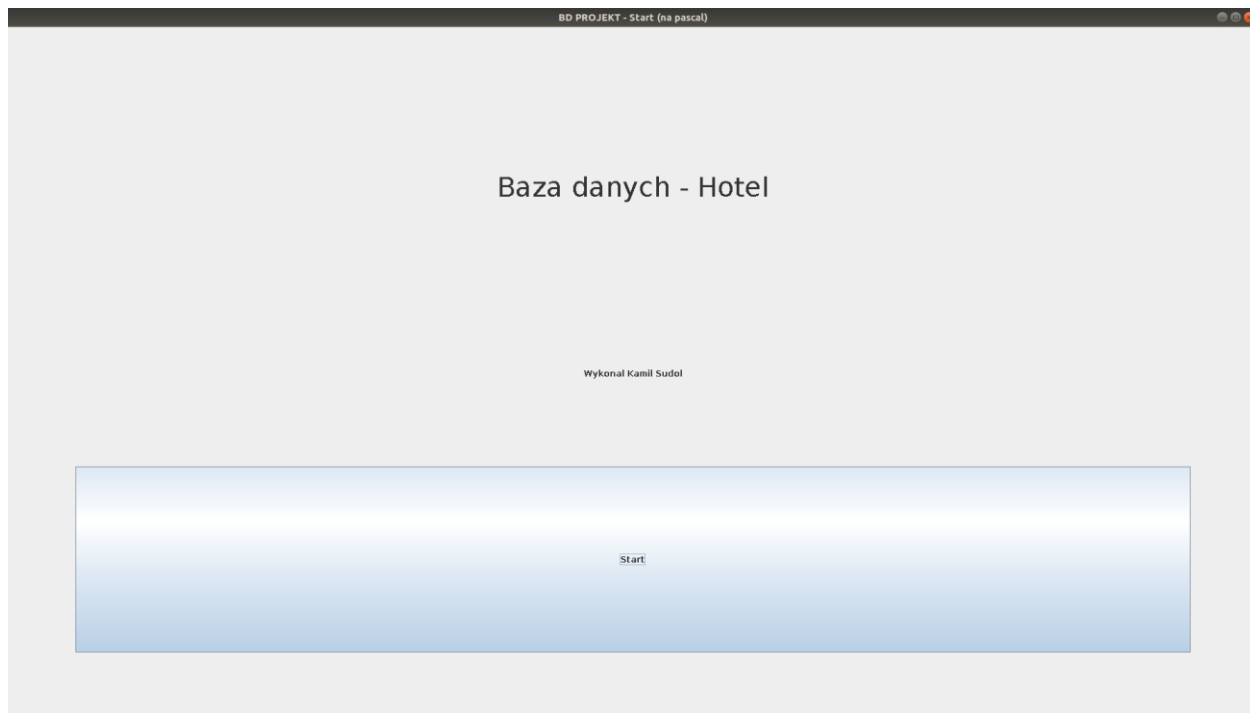 BD PROJEKT - Start (na pascal)
Baza danych - Hotel
Wykonal Kamil Sudol
Start